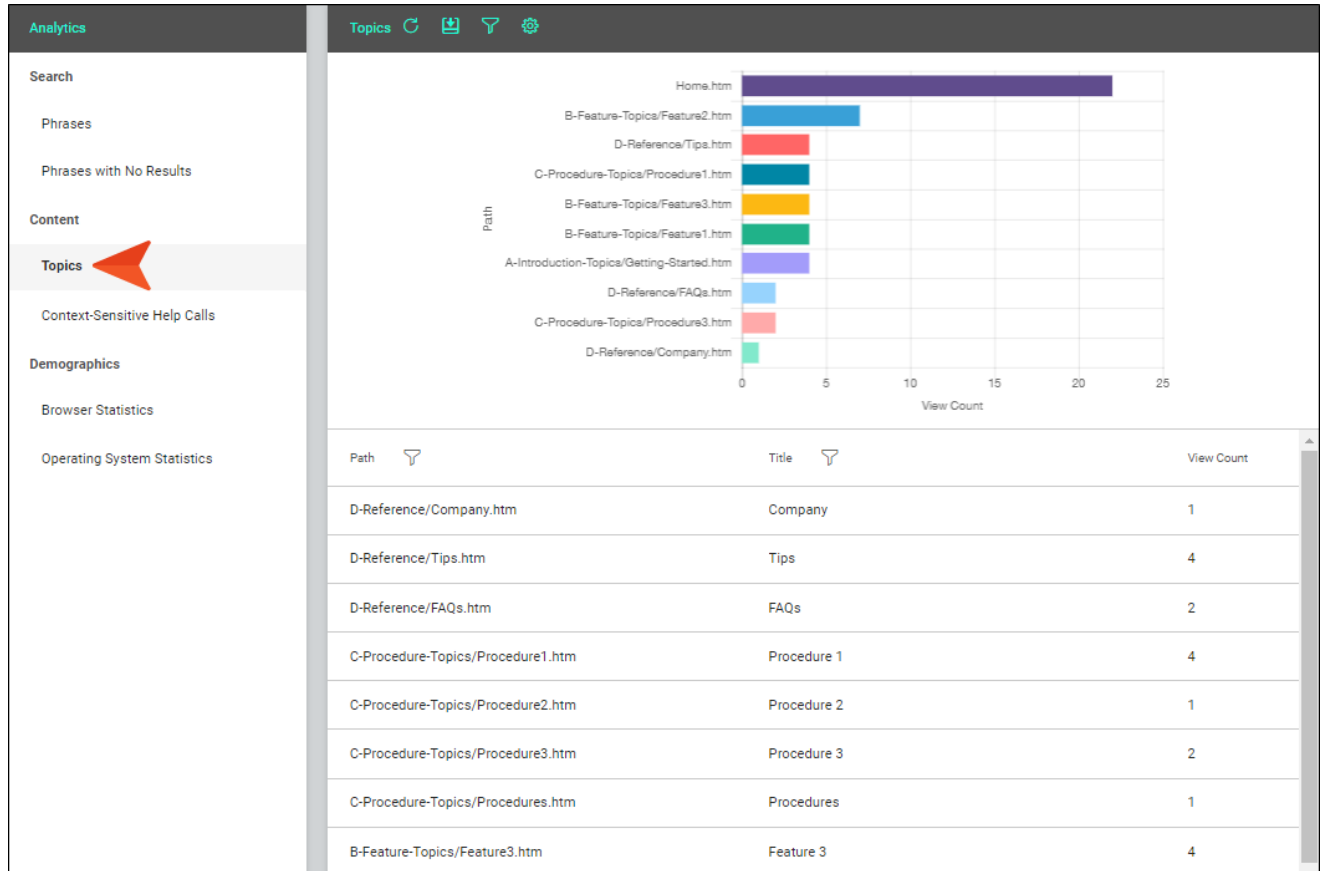 Analytics
Search
Phrases
Phrases with No Results
Content
Topics
Context-Sensitive Help Calls
Demographics
Browser Statistics
Operating System Statistics
Topics
Home.htm
B-Feature-Topics/Feature2.htm
D-Reference/Tips.htm
C-Procedure-Topics/Procedure1.htm
B-Feature-Topics/Feature3.htm
B-Feature-Topics/Feature1.htm
A-Introduction-Topics/Getting-Started.htm
D-Reference/FAQs.htm
C-Procedure-Topics/Procedure3.htm
D-Reference/Company.htm
Path
0 5 10 15 20 25
View Count
Path Title View Count
D-Reference/Company.htm Company 1
D-Reference/Tips.htm Tips 4
D-Reference/FAQs.htm FAQs 2
C-Procedure-Topics/Procedure1.htm Procedure 1 4
C-Procedure-Topics/Procedure2.htm Procedure 2 1
C-Procedure-Topics/Procedure3.htm Procedure 3 2
C-Procedure-Topics/Procedures.htm Procedures 1
B-Feature-Topics/Feature3.htm Feature 3 4